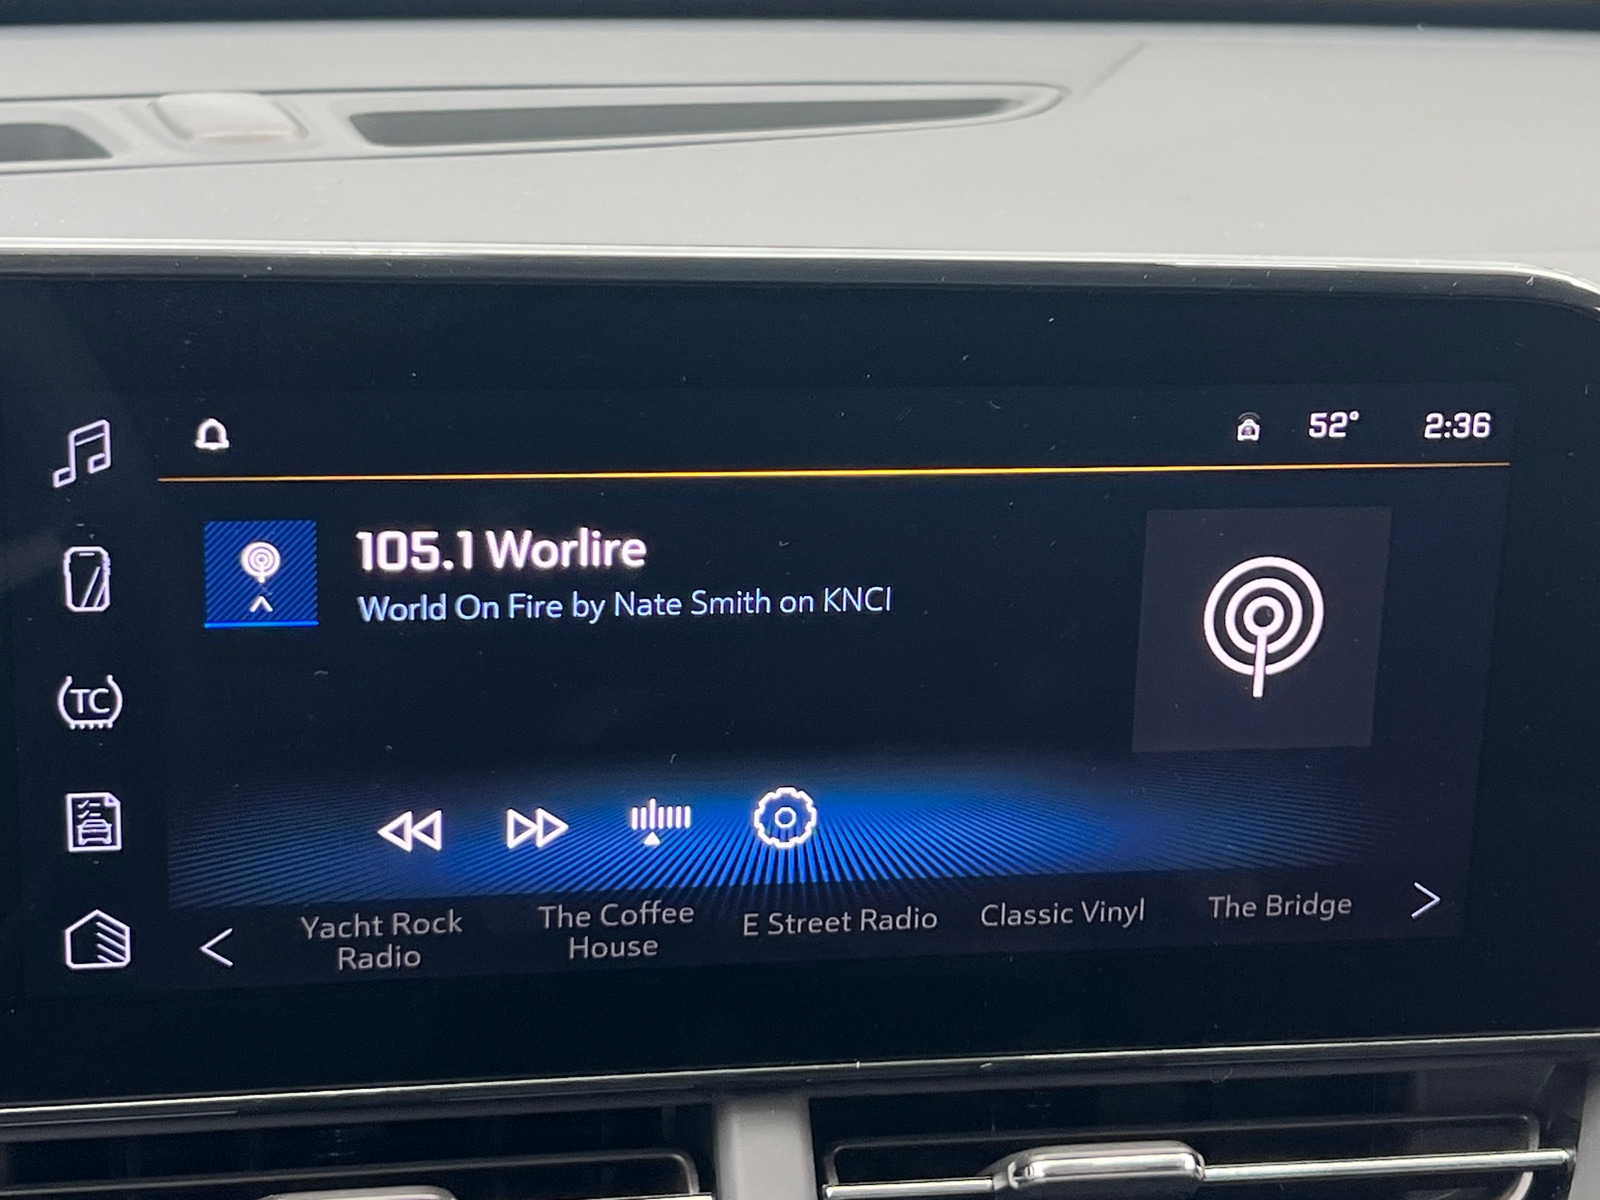 52° 2:36
105.1 Worlire
World On Fire by Nate Smith on KNCI
TC
Yacht Rock
Radio
The Coffee
House
E Street Radio
Classic Vinyl
The Bridge